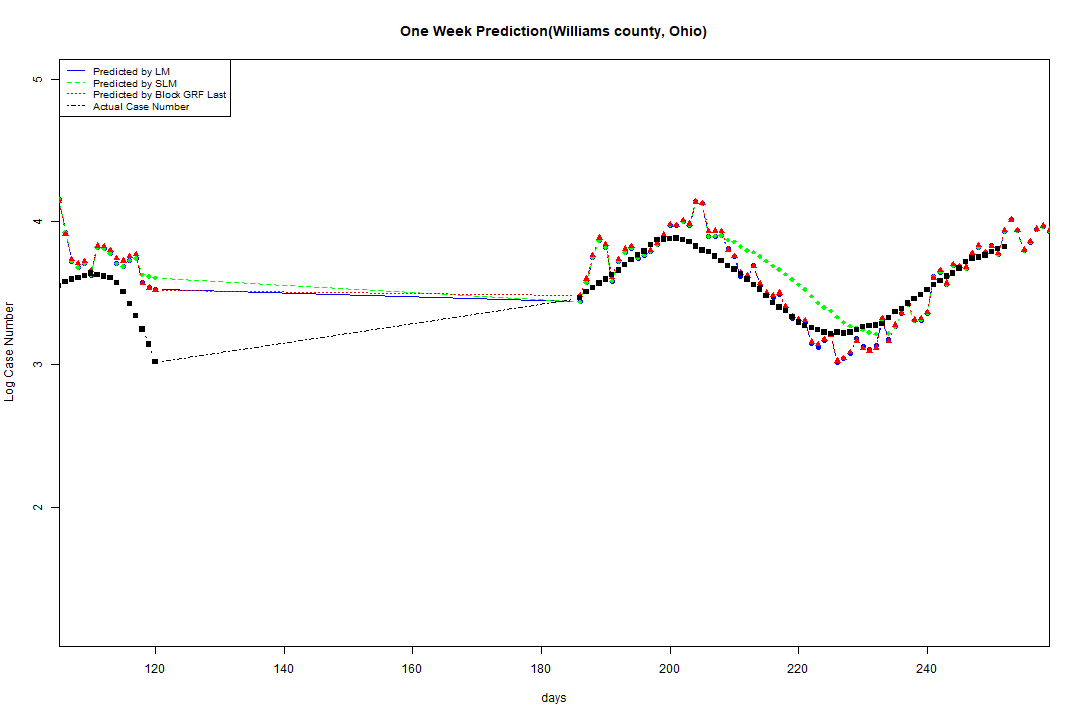 One Week Prediction(Williams county, Ohio)
Predicted by LM
Predicted by SLM
Predicted by Block GRF Last
Actual Case Number
5
4
3
2
Log Case Number
120 140 160 180 200 220 240
days